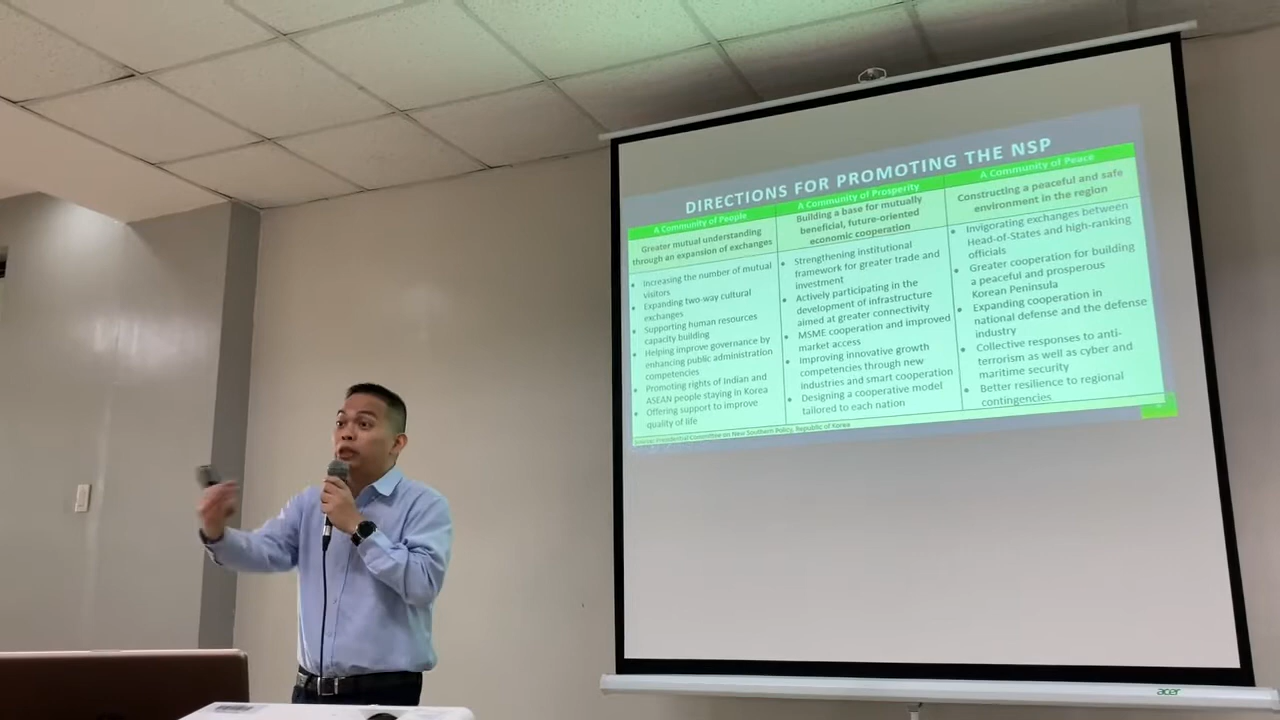 DIRECTIONS FOR PROMOTING THE NSP
A Community of People
Greater mutual understanding
through an expansion of exchanges
• Increasing the number of mutual
visitors
• Expanding two-way cultural
exchanges
• Supporting human resources
capacity building
• Helping improve governance by
enhancing public administration
competencies
• Promoting rights of Indian and
ASEAN people staying in Korea
• Offering support to improve
quality of life
A Community of Prosperity
Building a base for mutually
beneficial, future-oriented
economic cooperation
• Strengthening institutional
framework for greater trade and
investment
• Actively participating in the
development of infrastructure
aimed at greater connectivity
• MSME cooperation and improved
market access
• Improving innovative growth
competencies through new
industries and smart cooperation
• Designing a cooperative model
tailored to each nation
A Community of Peace
Constructing a peaceful and safe
environment in the region
• Invigorating exchanges between
Head-of-States and high-ranking
officials
• Greater cooperation for building
a peaceful and prosperous
Korean Peninsula
• Expanding cooperation in
national defense and the defense
industry
• Collective responses to anti-
terrorism as well as cyber and
maritime security
• Better resilience to regional
contingencies
Source: Presidential Committee on New Southern Policy, Republic of Korea
acer